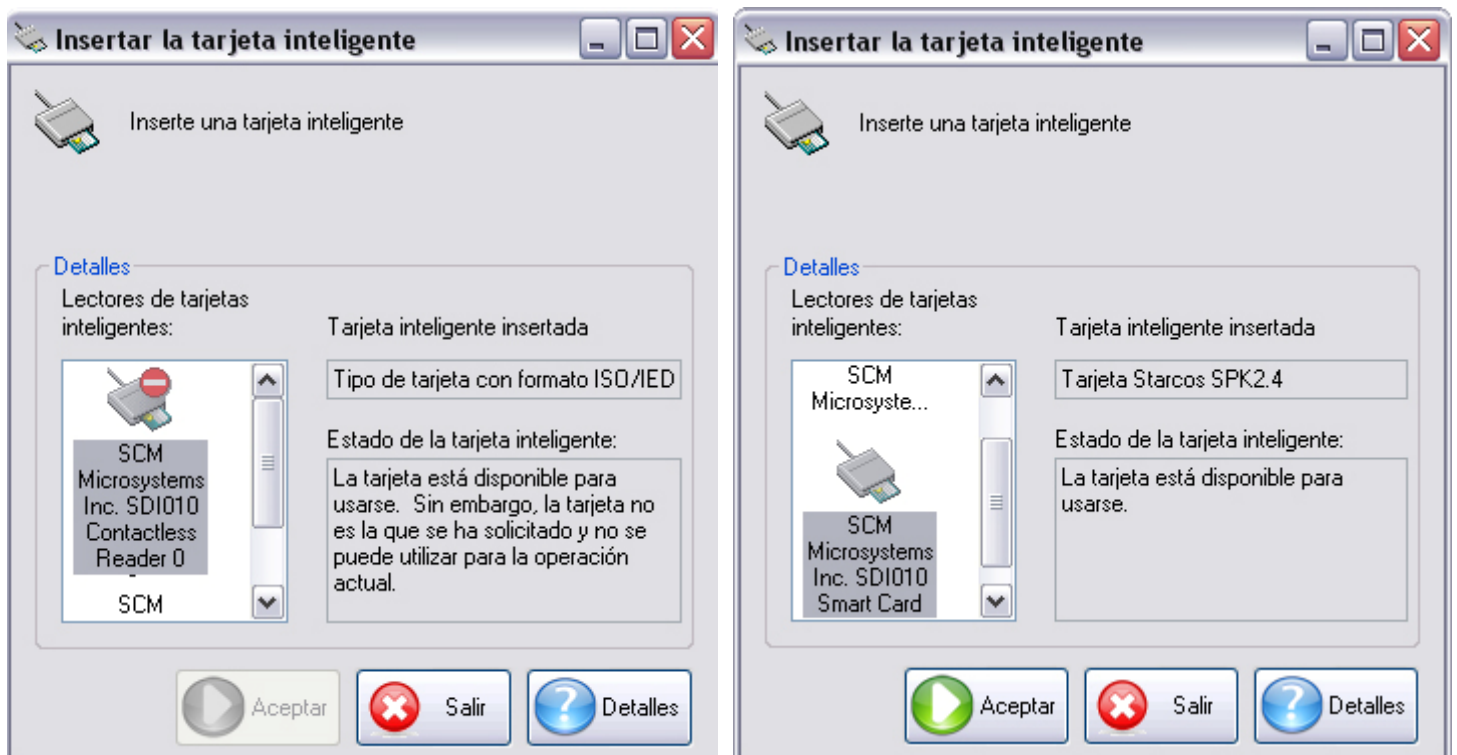 Insertar la tarjeta inteligente
Inserte una tarjeta inteligente
Detalles
Lectores de tarjetas
inteligentes:
Tarjeta inteligente insertada
Tipo de tarjeta con formato ISO/IED
SCM
Microsystems
Inc. SDI010
Contactless
Reader 0
SCM
Estado de la tarjeta inteligente:
La tarjeta está disponible para
usarse. Sin embargo, la tarjeta no
es la que se ha solicitado y no se
puede utilizar para la operación
actual.
Aceptar
Salir
Detalles
Insertar la tarjeta inteligente
Inserte una tarjeta inteligente
Detalles
Lectores de tarjetas
inteligentes:
Tarjeta inteligente insertada
Tarjeta Starcos SPK2.4
SCM
Microsyste...
SCM
Microsystems
Inc. SDI010
Smart Card
Estado de la tarjeta inteligente:
La tarjeta está disponible para
usarse.
Aceptar
Salir
Detalles